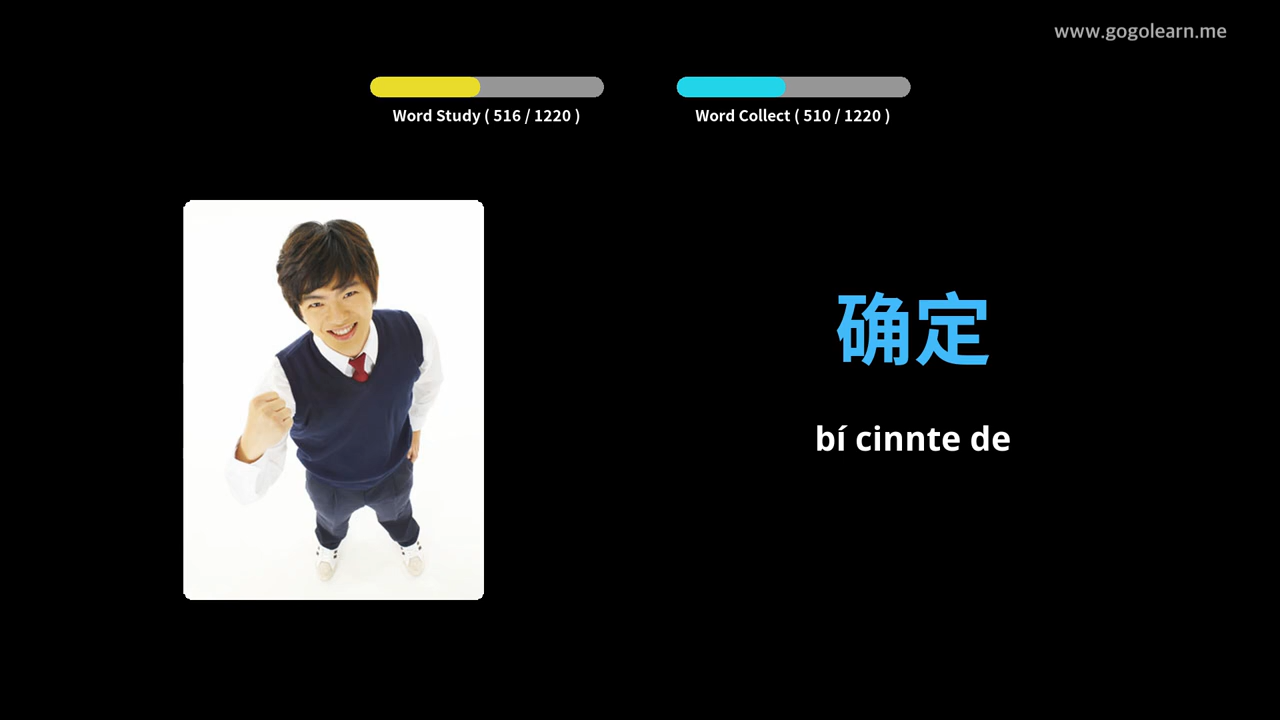 www.gogolearn.me
Word Study ( 516 / 1220 )
Word Collect ( 510 / 1220 )
确定
bí cinnte de